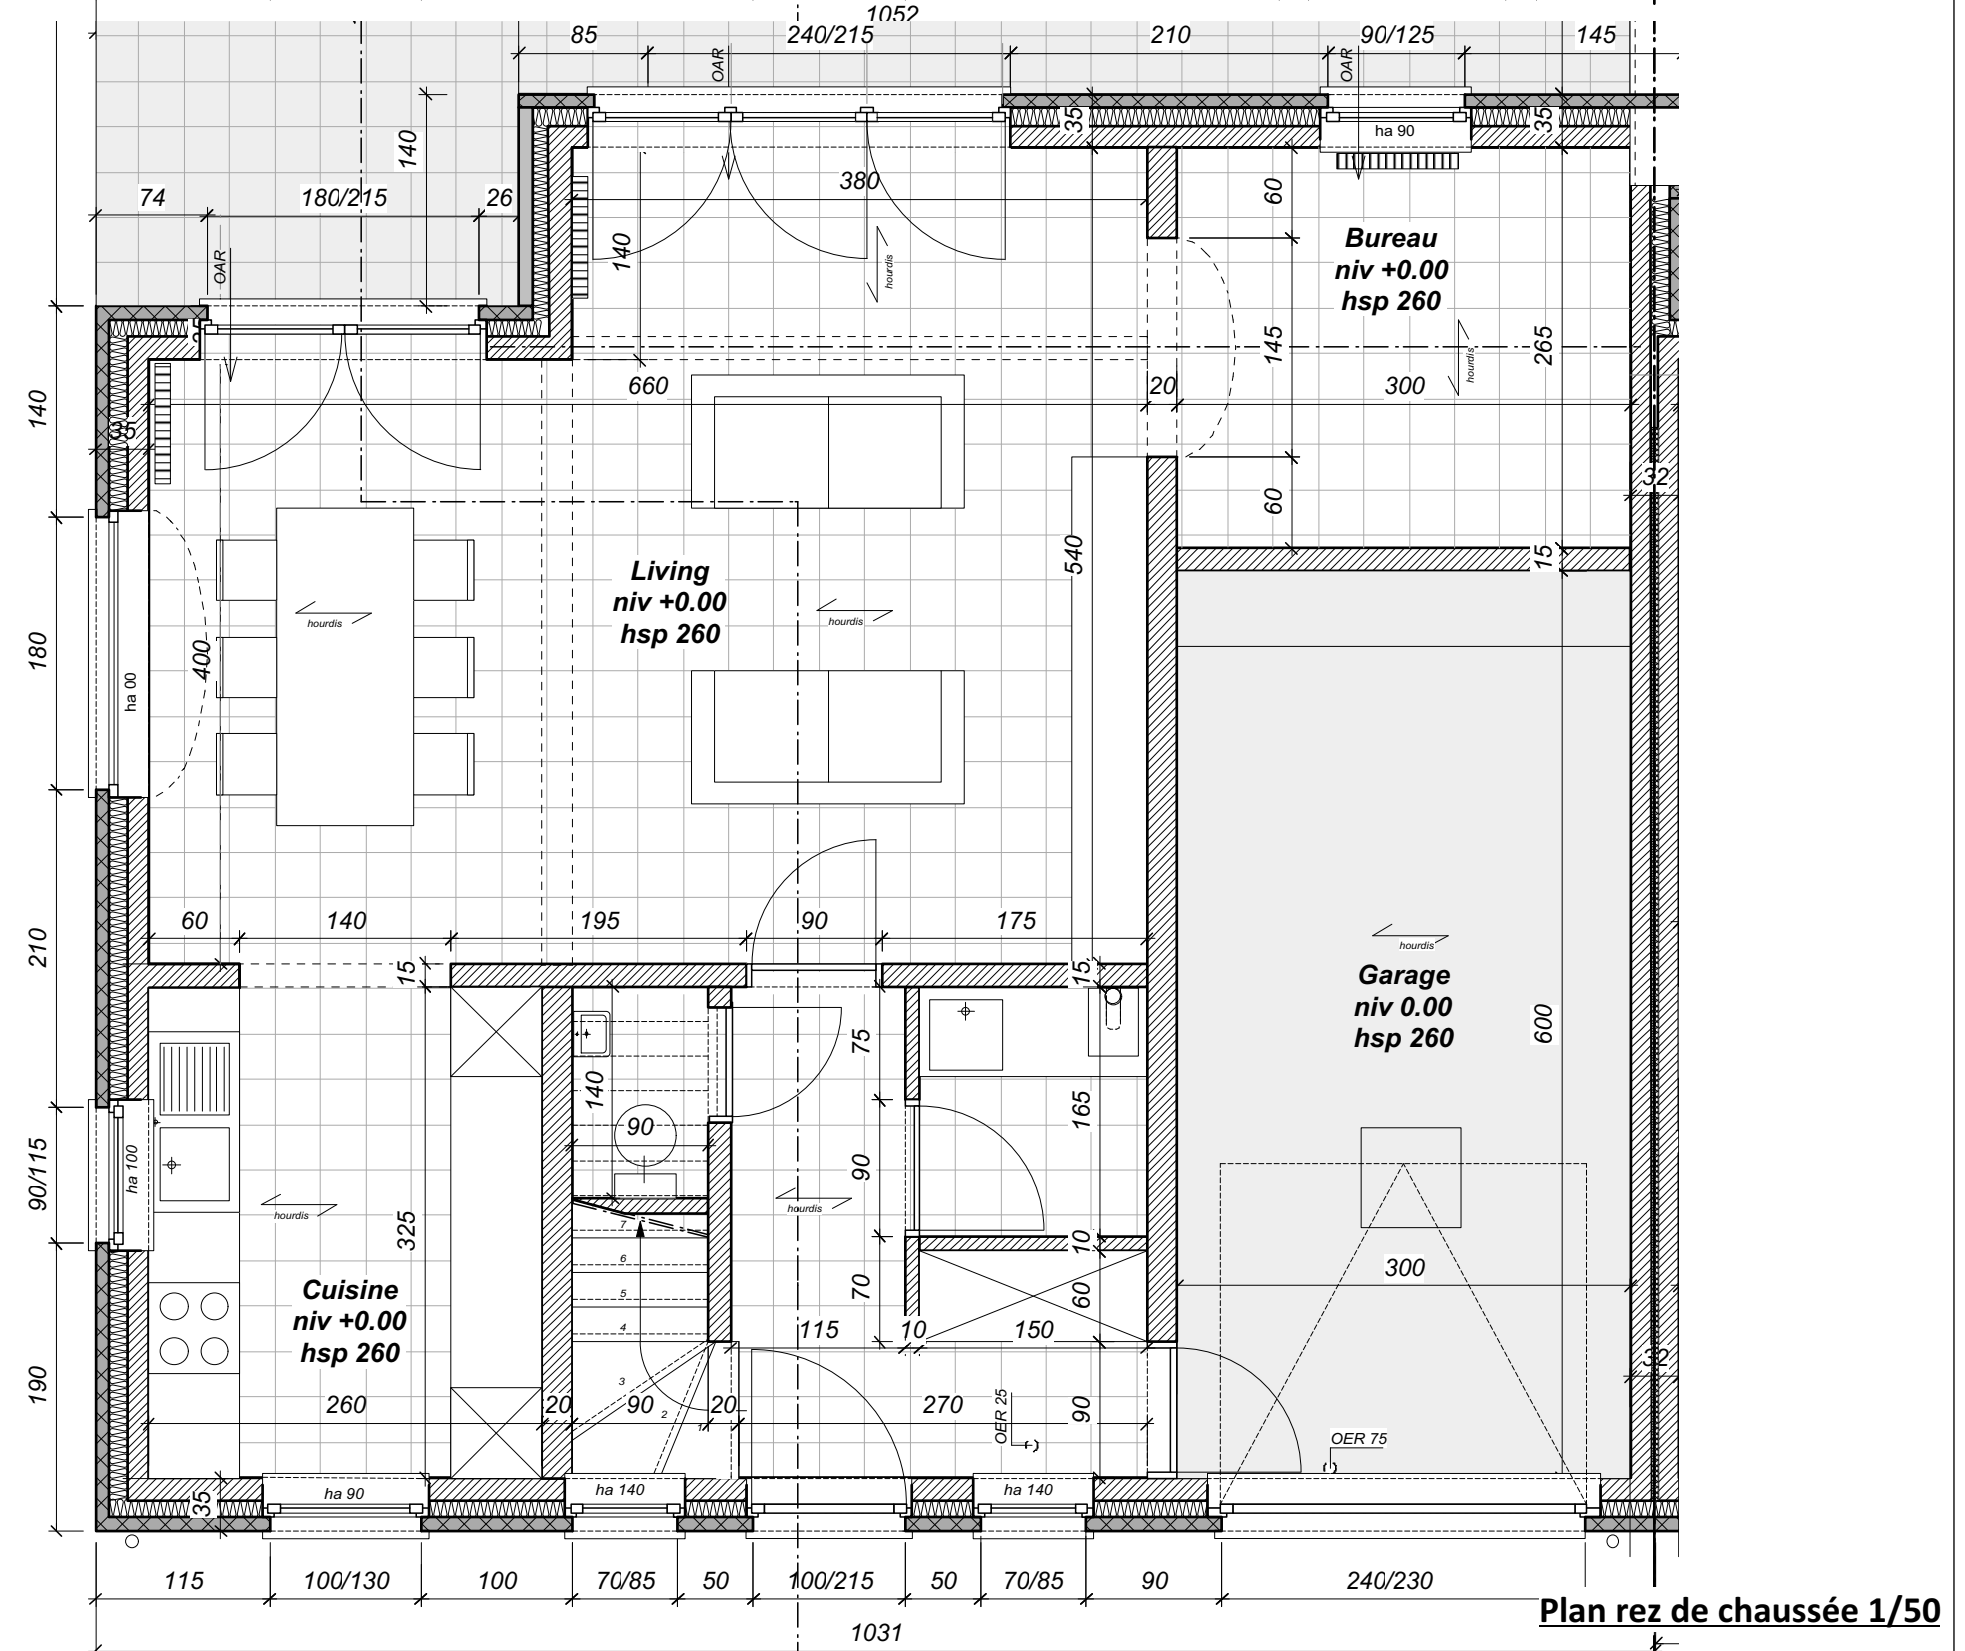 1052
85
240/215
210
90/125
145
OAR
OAR
35
35
ha 90
140
74
180/215
26
380
60
140
hourdis
Bureau
niv +0.00
hsp 260
OAR
145
265
hourdis
660
20
300
140
35
32
60
15
540
Living
niv +0.00
hsp 260
hourdis
hourdis
180
400
ha 00
60
140
195
90
175
210
hourdis
15
15
Garage
niv 0.00
hsp 260
600
75
140
165
90
90
90/115
ha 100
hourdis
325
hourdis
7
10
6
300
70
60
5
Cuisine
niv +0.00
hsp 260
4
115
10
150
32
3
190
260
20
90
20
270
90
2
1
OER 25
OER 75
35
ha 90
ha 140
ha 140
115
100/130
100
70/85
50
100/215
50
70/85
90
240/230
Plan rez de chaussée 1/50
1031